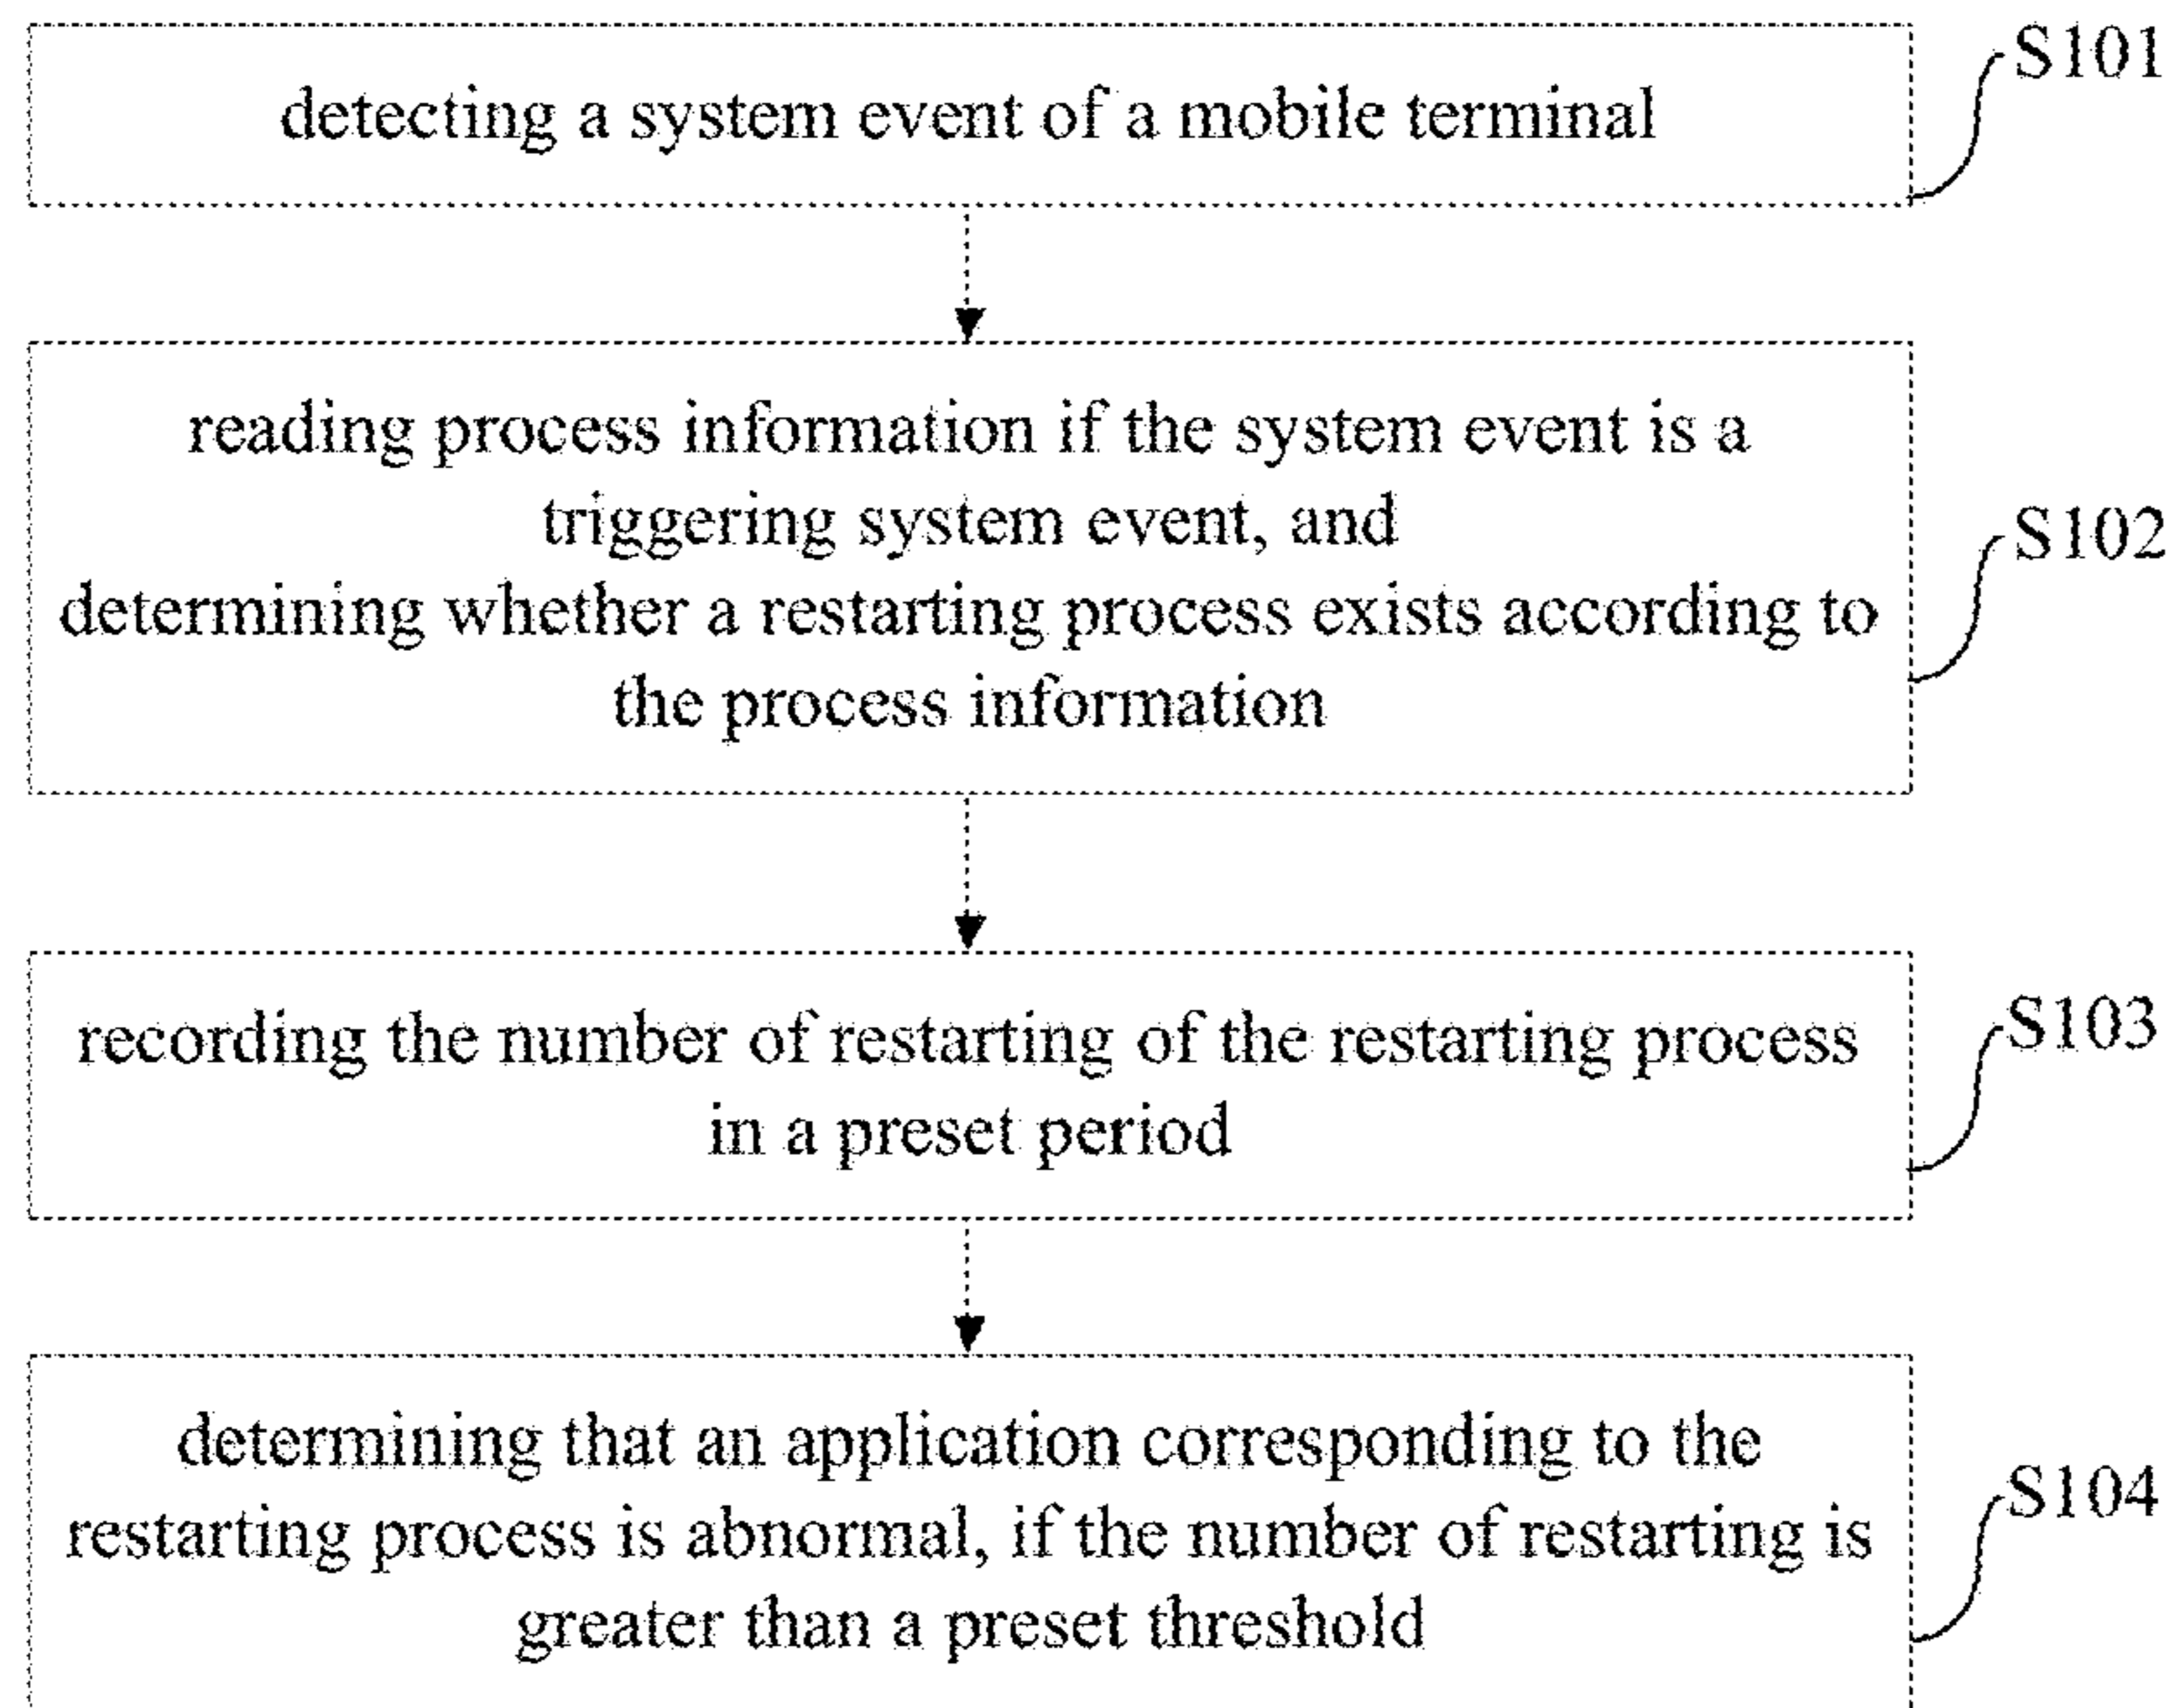 S101
detecting a system event of a mobile terminal
reading process information if the system event is a
triggering system event, and
S102
determining whether a restarting process exists according to
the process information
S103
recording the number of restarting of the restarting process
in a preset period
determining that an application corresponding to the
S104
restarting process is abnormal, if the number of restarting is
greater than a preset threshold